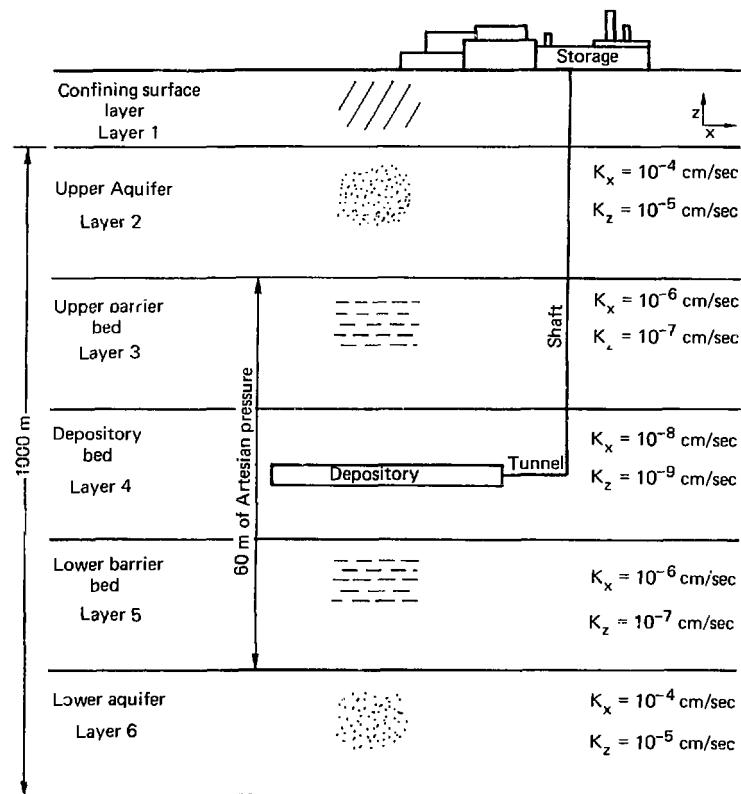 Storage
Confining surface
layer
Layer 1
z
x
Upper Aquifer
Layer 2
K_x = 10^-4 cm/sec
K_z = 10^-5 cm/sec
Upper barrier
bed
Layer 3
K_x = 10^-6 cm/sec
K_z = 10^-7 cm/sec
Shaft
1000 m
60 m of Artesian pressure
Depository
bed
Layer 4
Depository
Tunnel
K_x = 10^-8 cm/sec
K_z = 10^-9 cm/sec
Lower barrier
bed
Layer 5
K_x = 10^-6 cm/sec
K_z = 10^-7 cm/sec
Lower aquifer
Layer 6
K_x = 10^-4 cm/sec
K_z = 10^-5 cm/sec